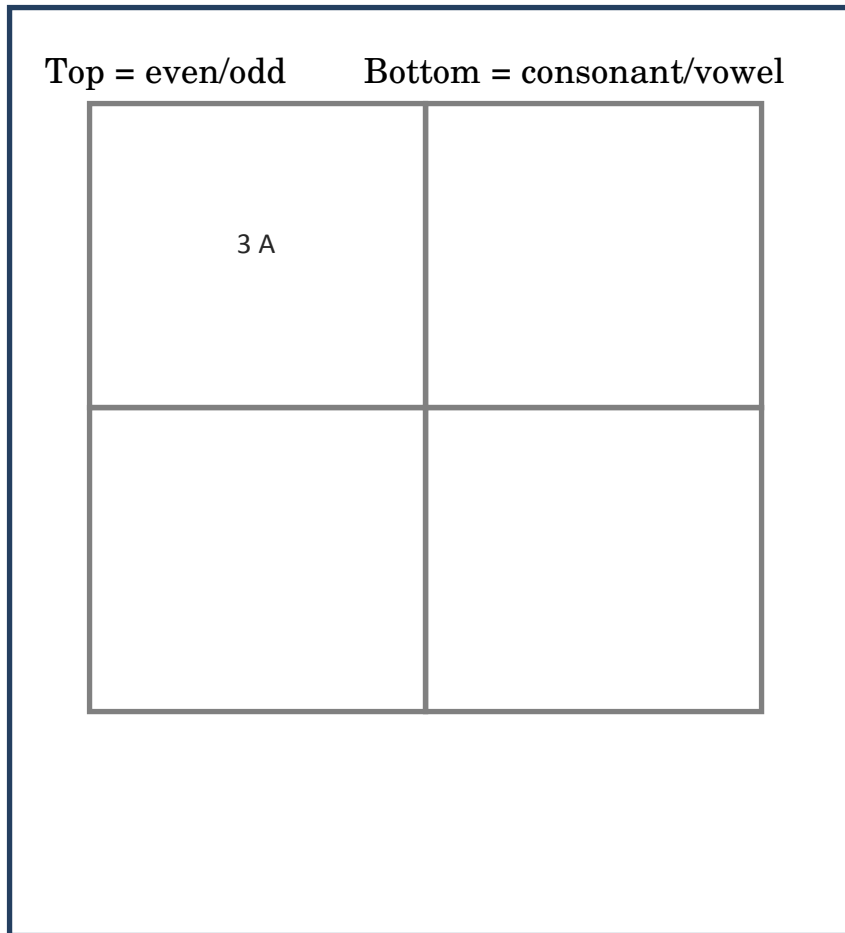 Top = even/odd Bottom = consonant/vowel
3 A